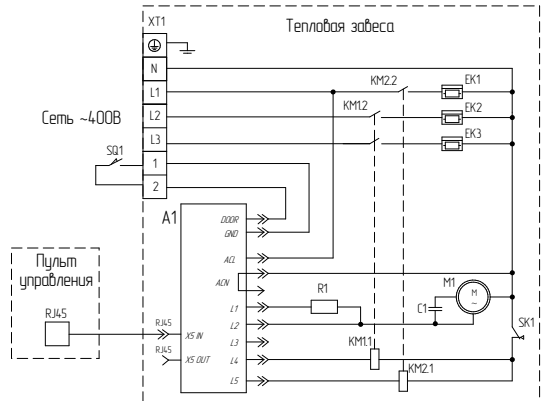 XT1
Тепловая завеса
N
L1
L2
L3
1
2
Сеть ~400В
SQ1
KM2.2
KM1.2
EK1
EK2
EK3
A1
DOOR
GND
ACL
ACN
L1
L2
L3
L4
L5
R1
C1
M1
M
~
SK1
KM1.1
KM2.1
Пульт
управления
RJ45
RJ45
X5 IN
RJ45
X5 OUT